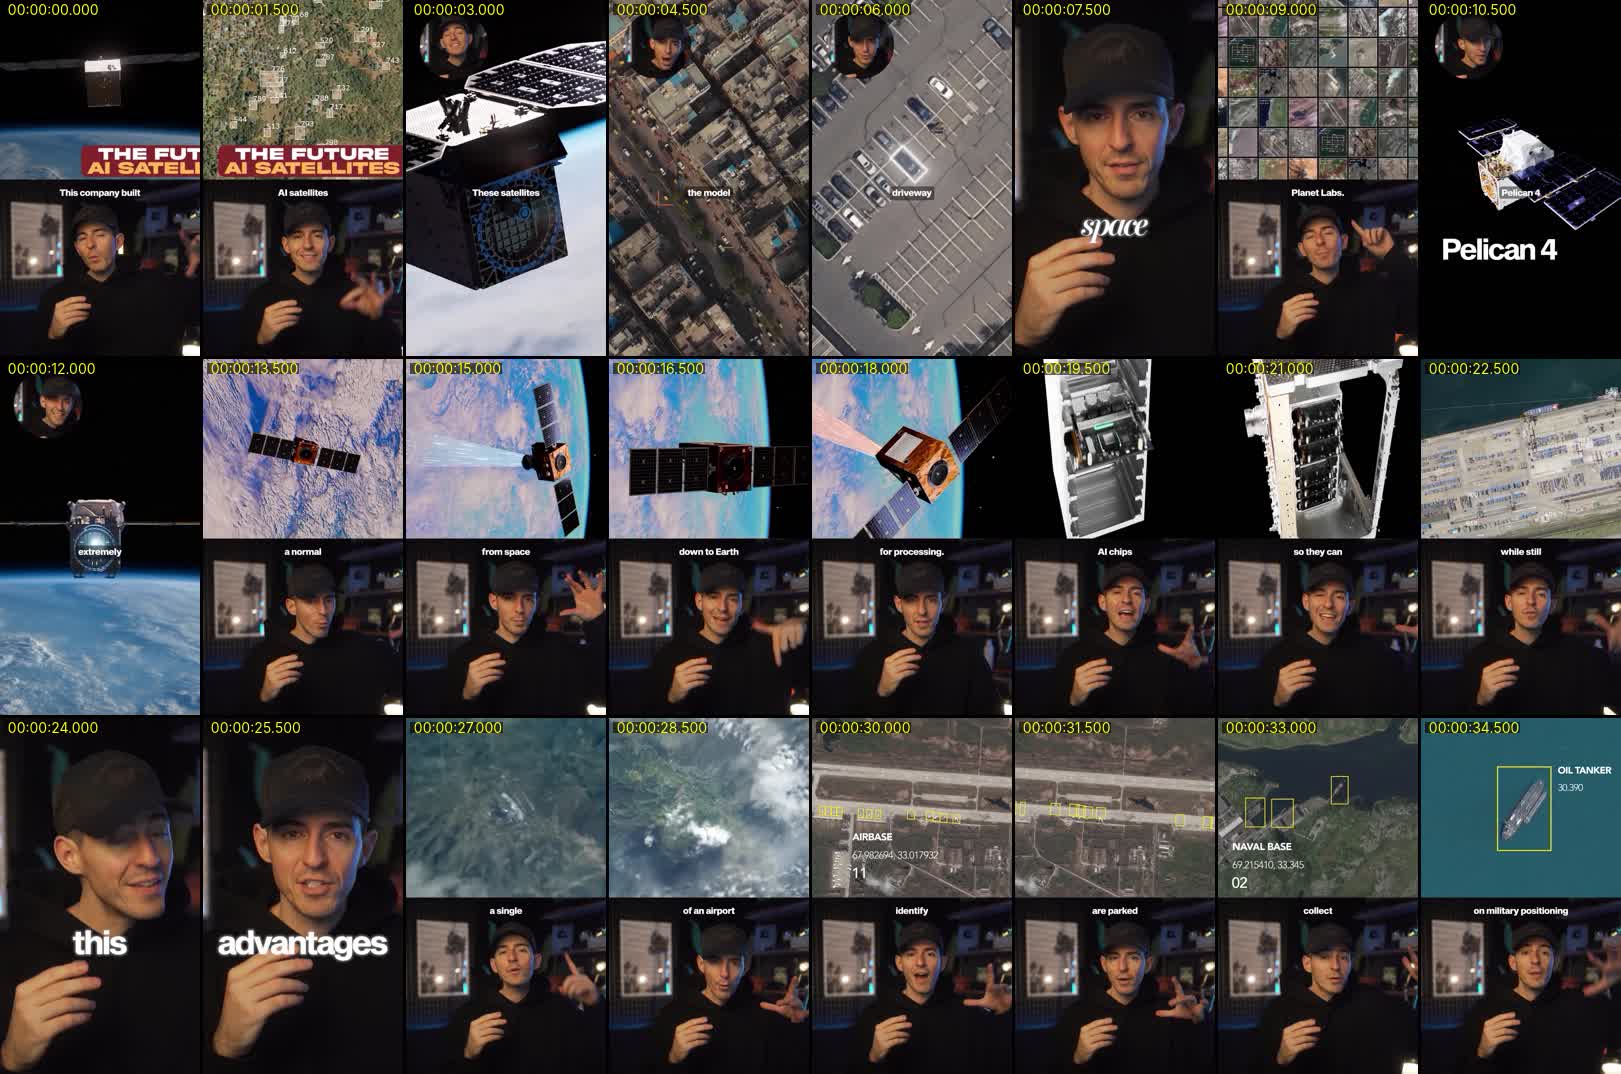 00:00:00.000
THE FUT
AI SATELL
This company built
00:00:01.500
THE FUTURE
AI SATELLITES
AI satellites
00:00:03.000
These satellites
00:00:04.500
the model
00:00:06.000
driveway
00:00:07.500
space
00:00:09.000
Planet Labs.
00:00:10.500
Pelican 4
Pelican 4
00:00:12.000
extremely
00:00:13.500
a normal
00:00:15.000
from space
00:00:16.500
down to Earth
00:00:18.000
for processing.
00:00:19.500
AI chips
00:00:21.000
so they can
00:00:22.500
while still
00:00:24.000
this
00:00:25.500
advantages
00:00:27.000
a single
00:00:28.500
of an airport
00:00:30.000
AIRBASE
67.982694, 33.017932
11
identify
00:00:31.500
are parked
00:00:33.000
NAVAL BASE
69.215410, 33.345
02
collect
00:00:34.500
OIL TANKER
30.390
on military positioning